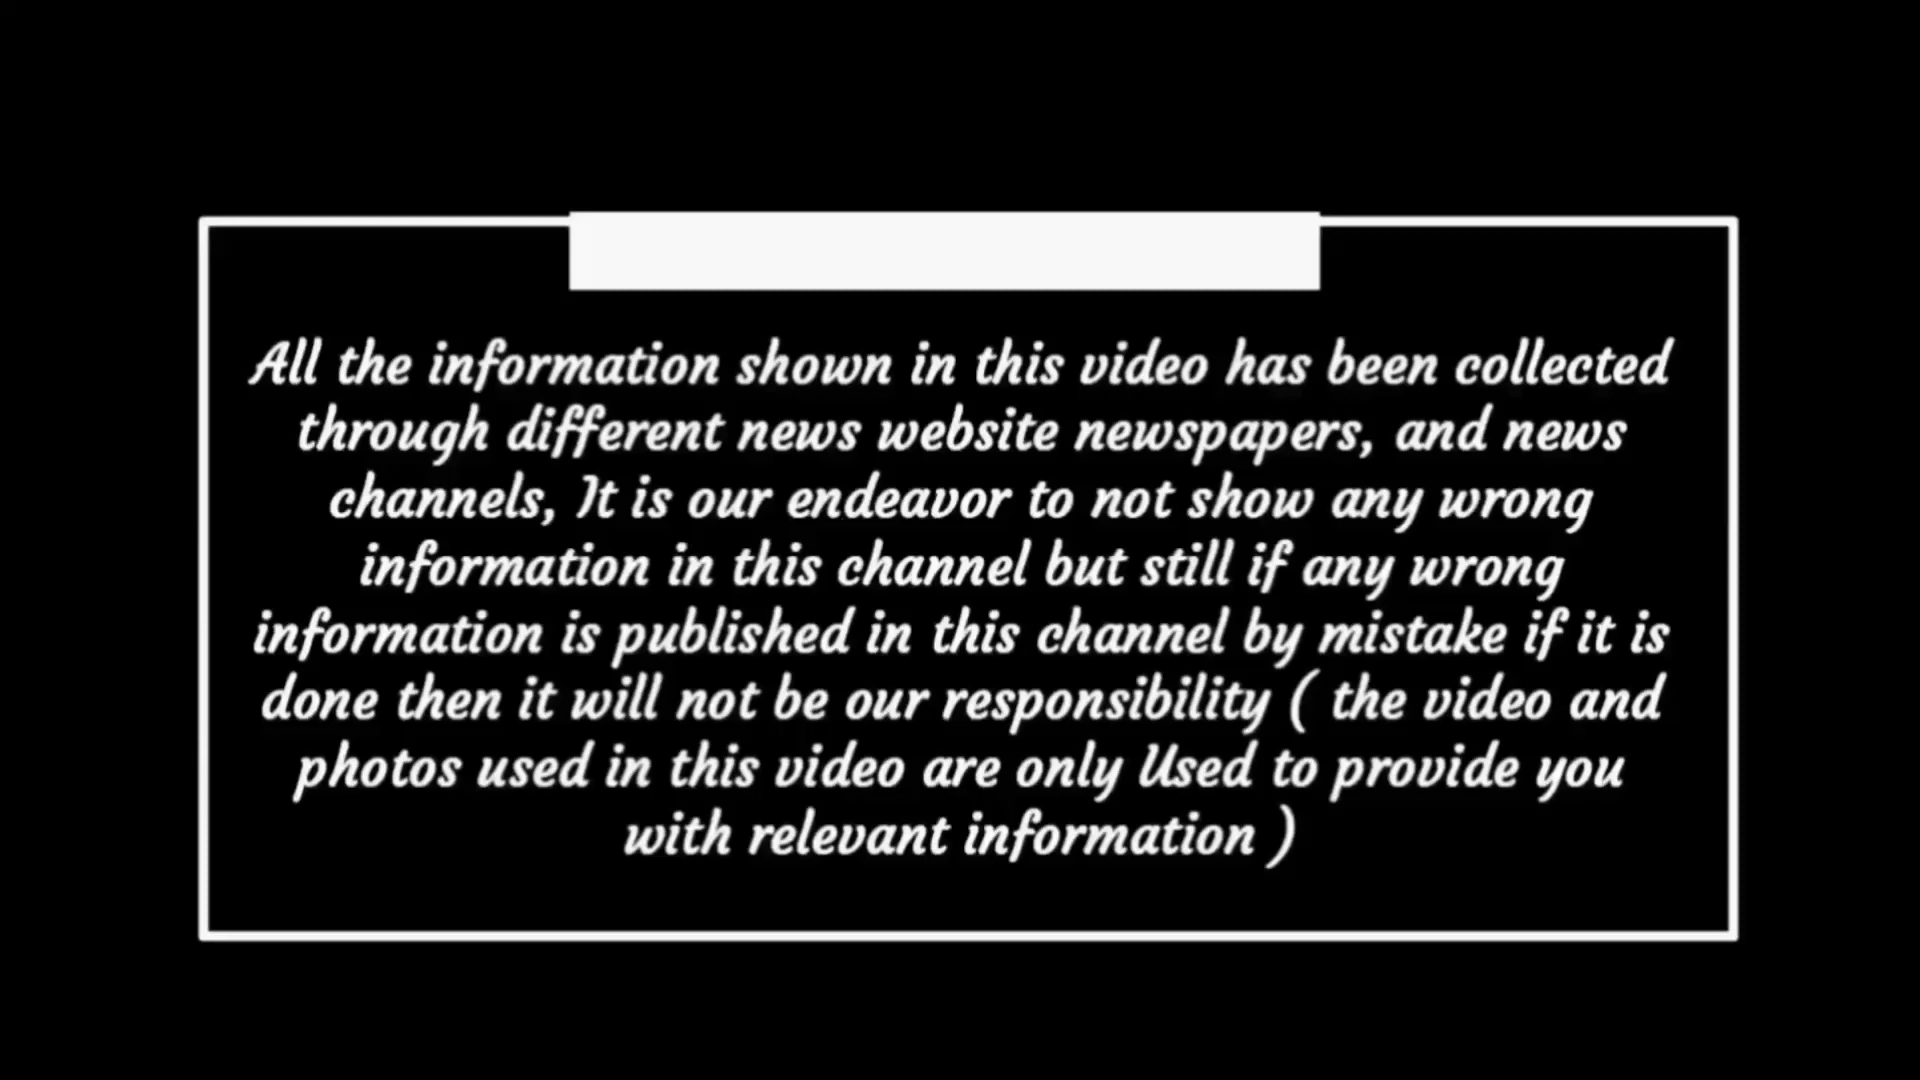 All the information shown in this video has been collected
through different news website newspapers, and news
channels, It is our endeavor to not show any wrong
information in this channel but still if any wrong
information is published in this channel by mistake if it is
done then it will not be our responsibility ( the video and
photos used in this video are only Used to provide you
with relevant information )